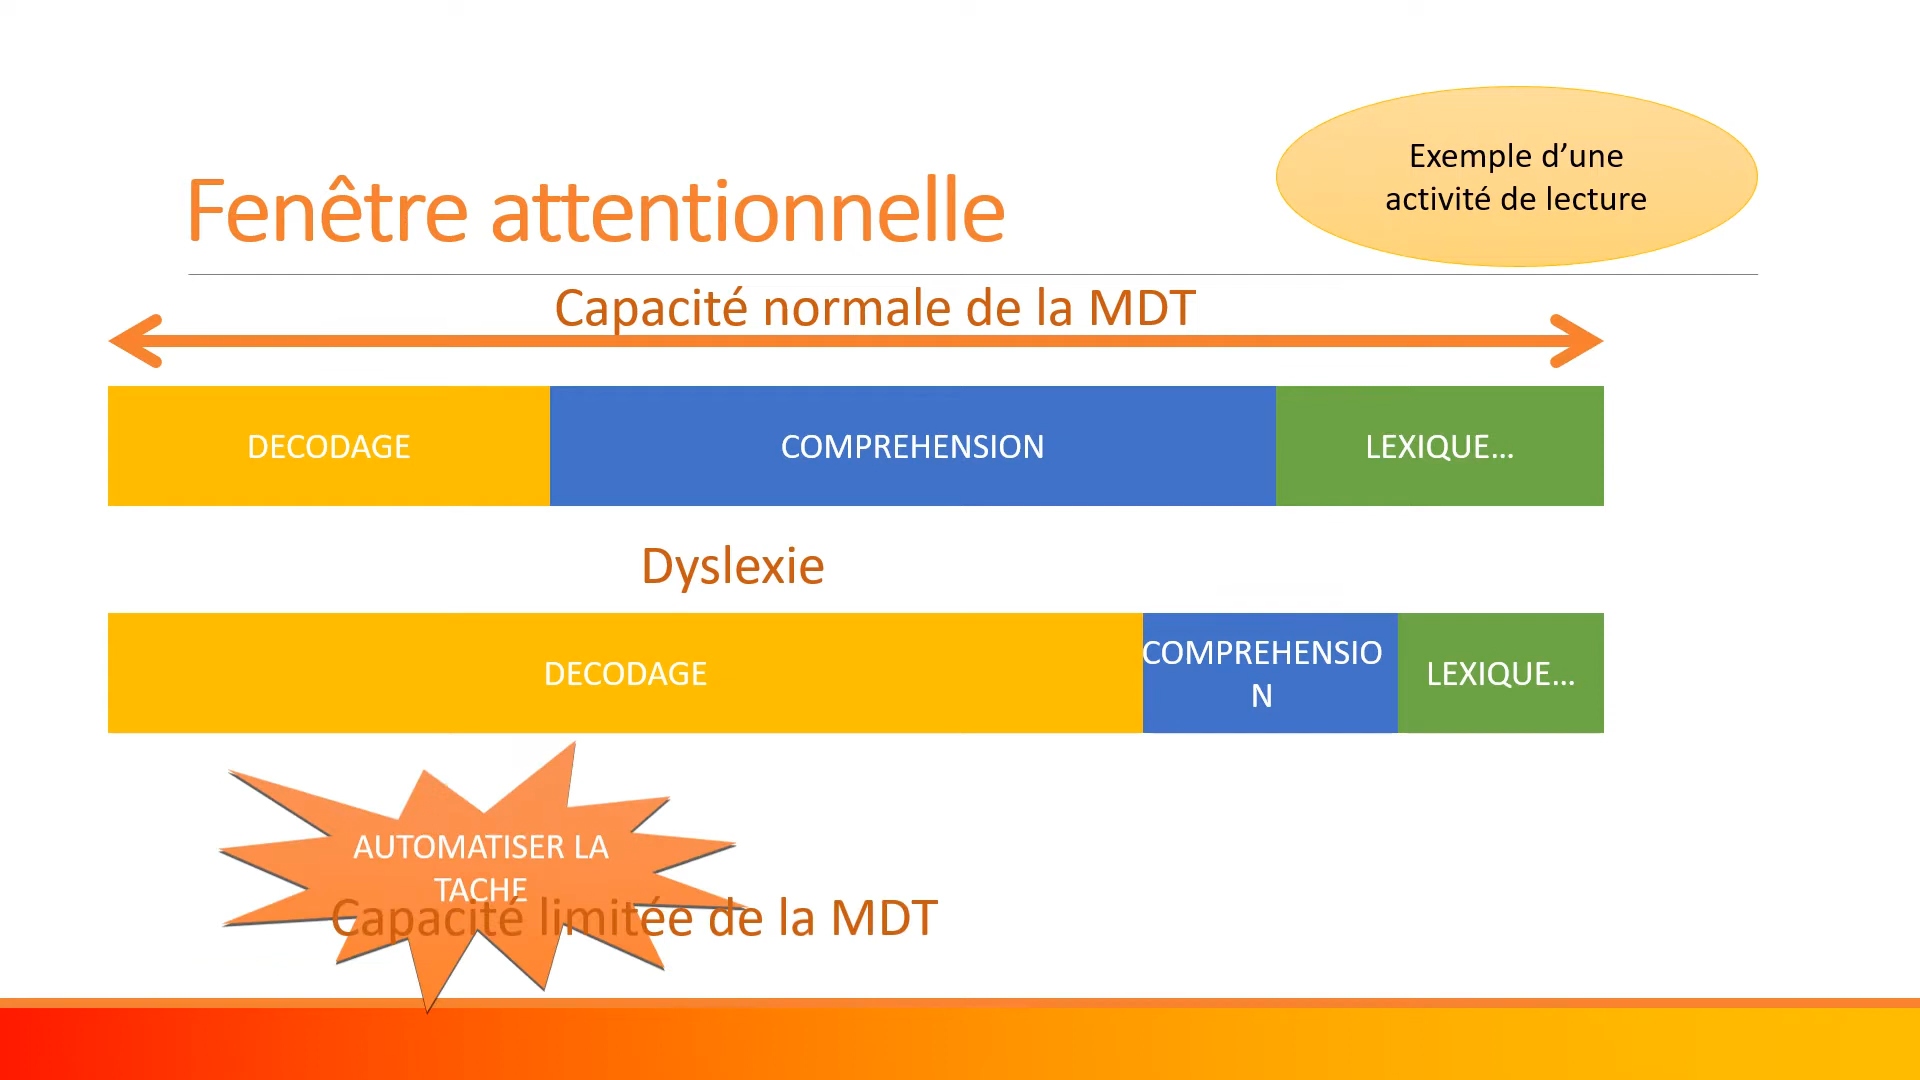 Exemple d’une
activité de lecture
Fenêtre attentionnelle
Capacité normale de la MDT
DECODAGE
COMPREHENSION
LEXIQUE...
Dyslexie
DECODAGE
COMPREHENSIO
N
LEXIQUE...
AUTOMATISER LA
TACHE
Capacité limitée de la MDT